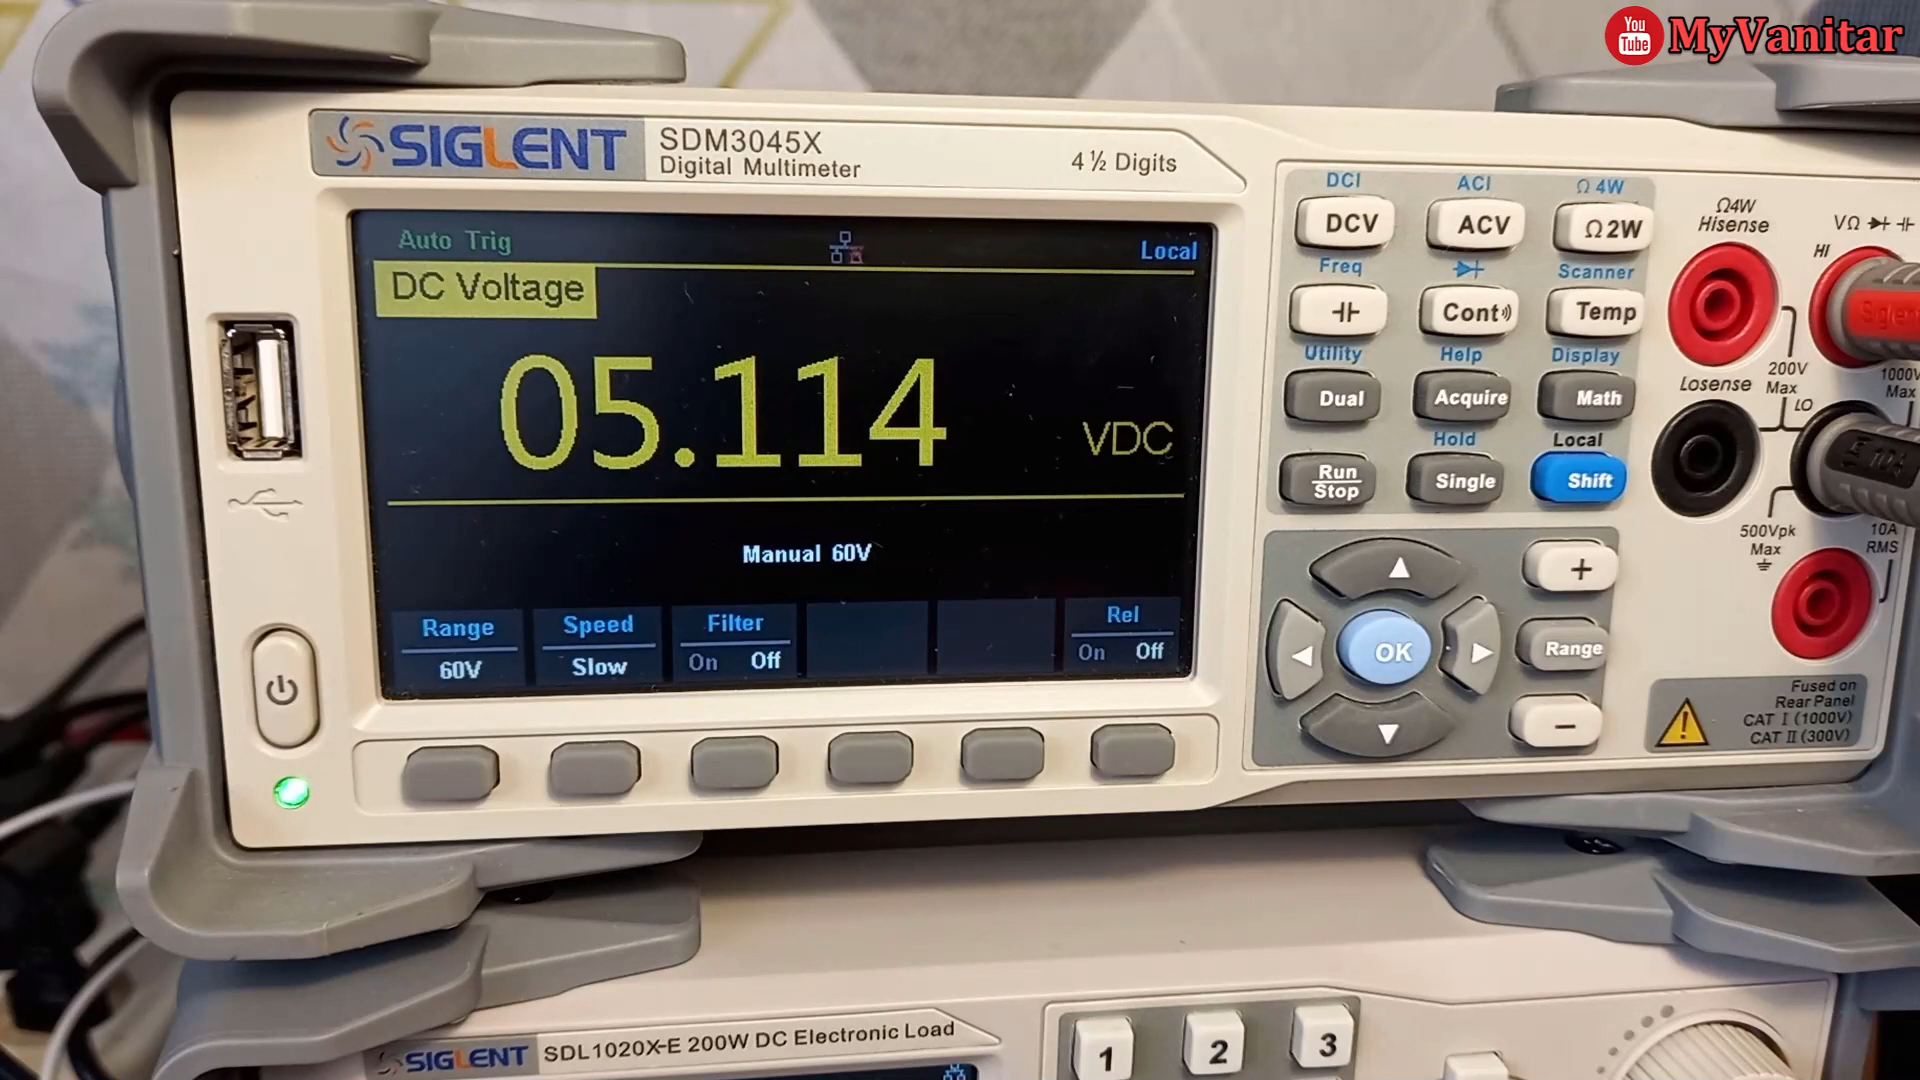 You
Tube
MyVanitar
SIGLENT
SDM3045X
Digital Multimeter
4 ½ Digits
Auto Trig
Local
DC Voltage
05.114
VDC
Manual 60V
Range
60V
Speed
Slow
Filter
On Off
Rel
On Off
DCI
ACI
Ω 4W
DCV
ACV
Ω2W
Freq
Scanner
Cont
Temp
Utility
Help
Display
Dual
Acquire
Math
Hold
Local
Run
Stop
Single
Shift
OK
+
Range
−
Ω4W
Hisense
VΩ
HI
Siglent
200V
Max
1000V
Max
Losense
LO
10A
500Vpk
Max
10A
RMS
Fused on
Rear Panel
CAT I (1000V)
CAT II (300V)
SIGLENT
SDL1020X-E 200W DC Electronic Load
1
2
3